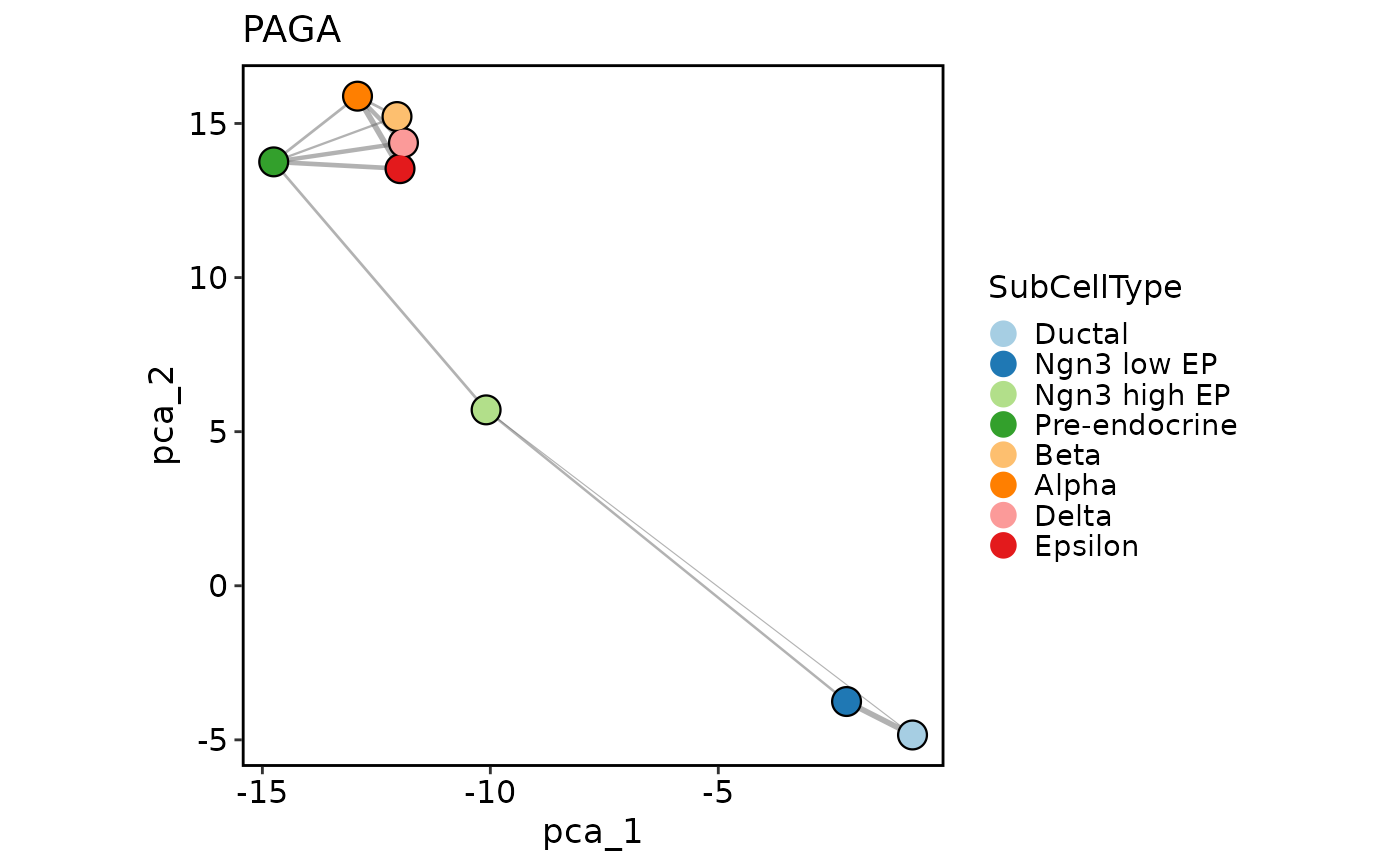 PAGA
15
10
5
0
-5
pca_2
-15
-10
-5
pca_1
SubCellType
Ductal
Ngn3 low EP
Ngn3 high EP
Pre-endocrine
Beta
Alpha
Delta
Epsilon